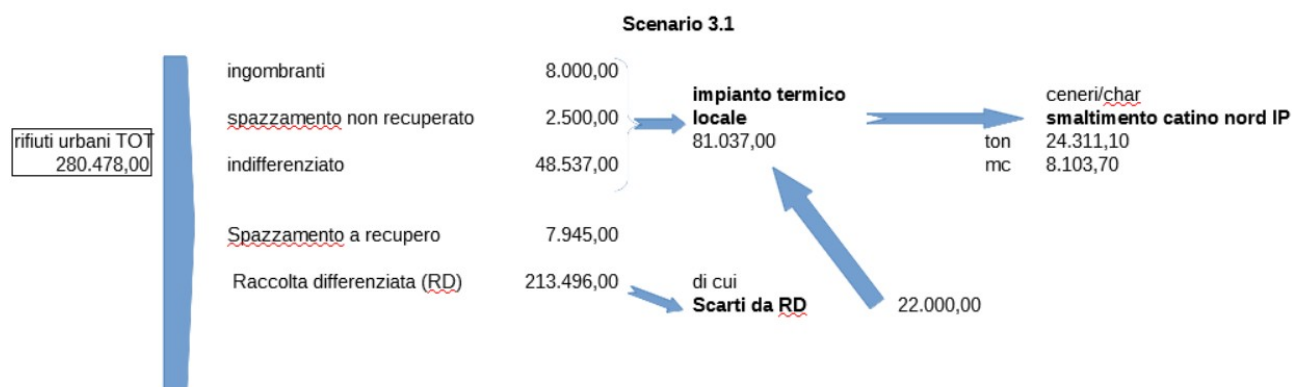 Scenario 3.1
rifiuti urbani TOT
280.478,00
ingombranti 8.000,00
spazzamento non recuperato 2.500,00
indifferenziato 48.537,00
Spazzamento a recupero 7.945,00
Raccolta differenziata (RD) 213.496,00
impianto termico
locale
81.037,00
di cui
Scarti da RD 22.000,00
ceneri/char
smaltimento catino nord IP
ton 24.311,10
mc 8.103,70